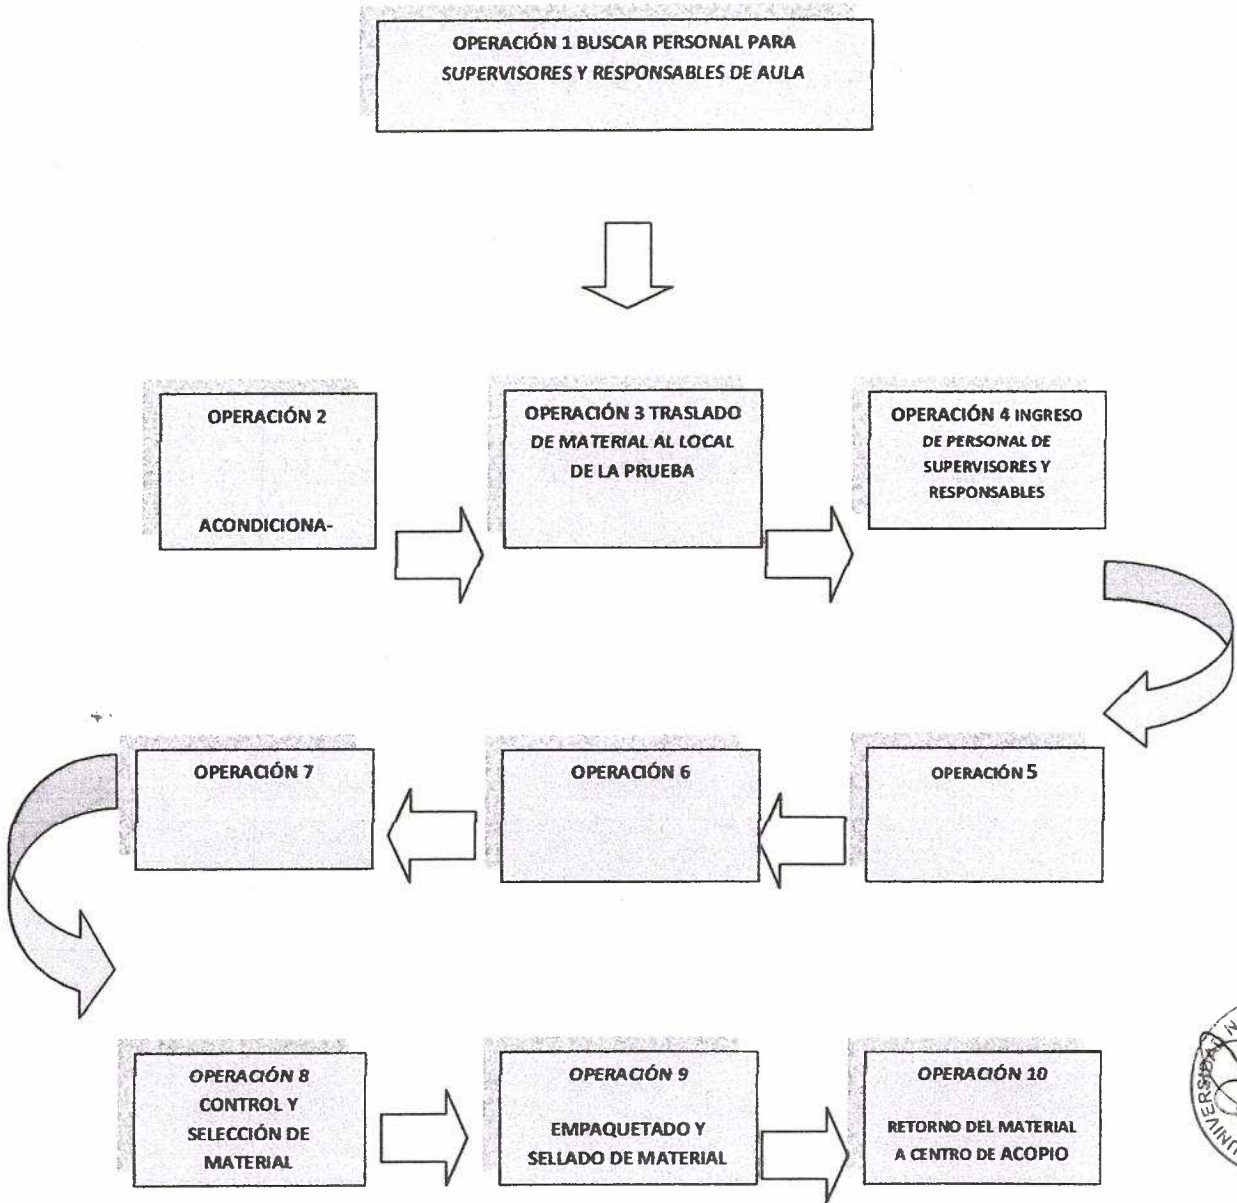 OPERACIÓN 1 BUSCAR PERSONAL PARA
SUPERVISORES Y RESPONSABLES DE AULA
OPERACIÓN 2
ACONDICIONA-
OPERACIÓN 3 TRASLADO
DE MATERIAL AL LOCAL
DE LA PRUEBA
OPERACIÓN 4 INGRESO
DE PERSONAL DE
SUPERVISORES Y
RESPONSABLES
OPERACIÓN 5
OPERACIÓN 6
OPERACIÓN 7
OPERACIÓN 8
CONTROL Y
SELECCIÓN DE
MATERIAL
OPERACIÓN 9
EMPAQUETADO Y
SELLADO DE MATERIAL
OPERACIÓN 10
RETORNO DEL MATERIAL
A CENTRO DE ACOPIO
UNIVERSIDAD N